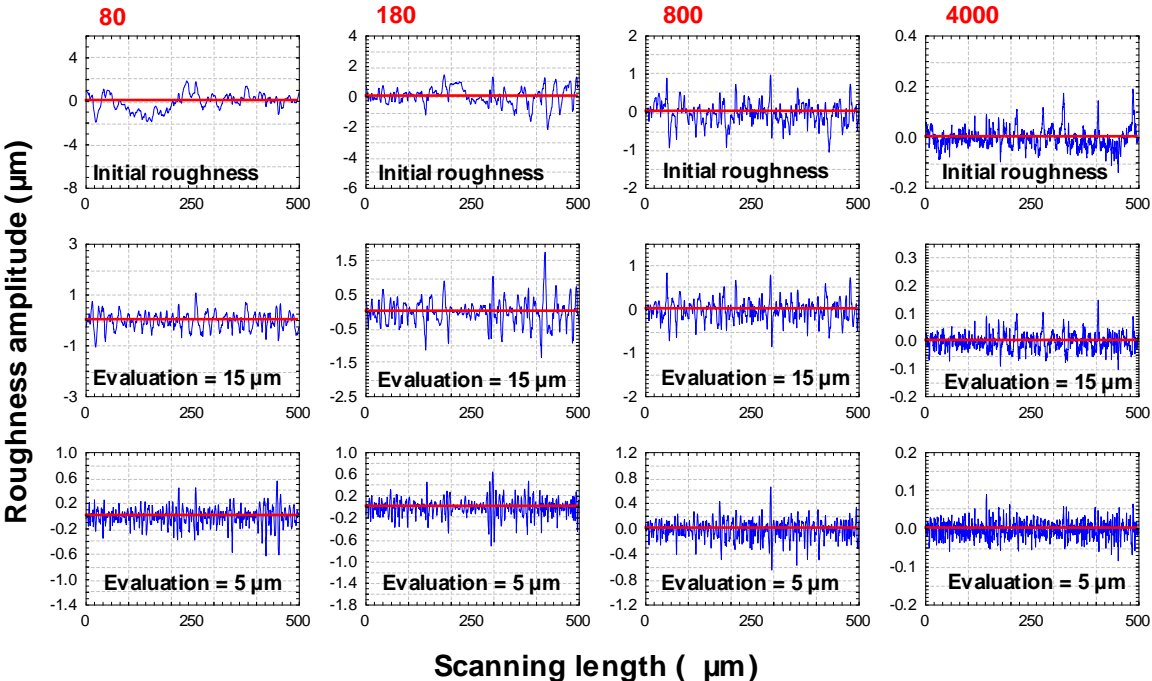 80 180 800 4000
Roughness amplitude (µm)
4 0 -4 -8
Initial roughness
0 250 500
4 2 0 -2 -4 -6
Initial roughness
0 250 500
2 1 0 -1 -2
Initial roughness
0 250 500
0.4 0.2 0.0 -0.2
Initial roughness
0 250 500
3 1 -1 -3
Evaluation = 15 µm
0 250 500
1.5 0.5 -0.5 -1.5 -2.5
Evaluation = 15 µm
0 250 500
1 0 -1 -2
Evaluation = 15 µm
0 250 500
0.3 0.2 0.1 0.0 -0.1 -0.2
Evaluation = 15 µm
0 250 500
1.0 0.6 0.2 -0.2 -0.6 -1.0 -1.4
Evaluation = 5 µm
0 500
1.0 0.6 0.2 -0.2 -0.6 -1.0 -1.4 -1.8
Evaluation = 5 µm
0 500
1.2 0.8 0.4 0.0 -0.4 -0.8 -1.2
Evaluation = 5 µm
0 500
0.2 0.1 0.0 -0.1 -0.2
Evaluation = 5 µm
0 500
Scanning length ( µm)